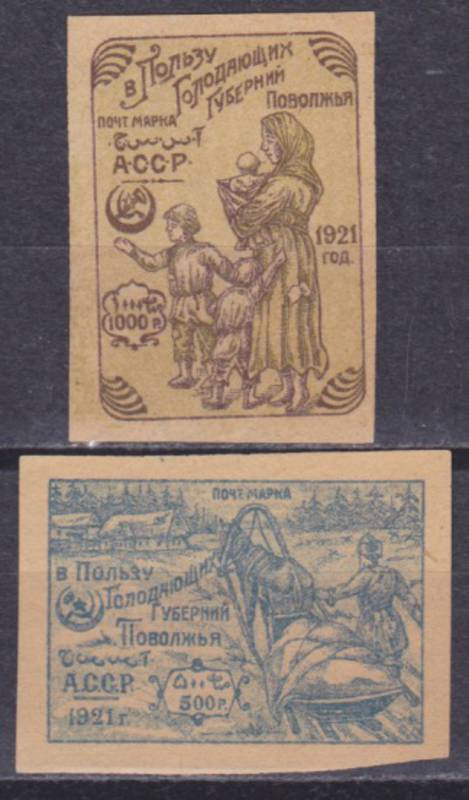 в Пользу
Голодающих
Губерний
Поволжья
почт. марка
А·С·С·Р·
1921
год.
1000 р.
почт. марка
в Пользу
Голодающих
Губерний
Поволжья
А.С.С.Р.
1921 г.
500 р.